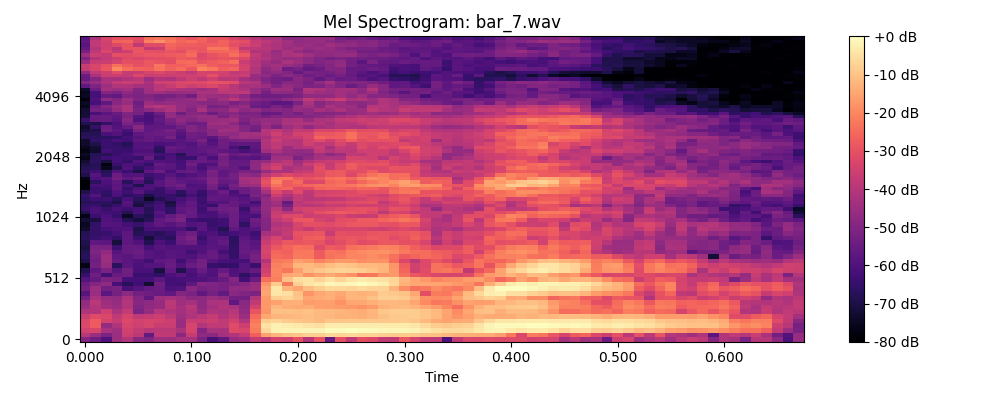 Mel Spectrogram: bar_7.wav
Hz
4096
2048
1024
512
0
0.000 0.100 0.200 0.300 0.400 0.500 0.600
Time
+0 dB
-10 dB
-20 dB
-30 dB
-40 dB
-50 dB
-60 dB
-70 dB
-80 dB